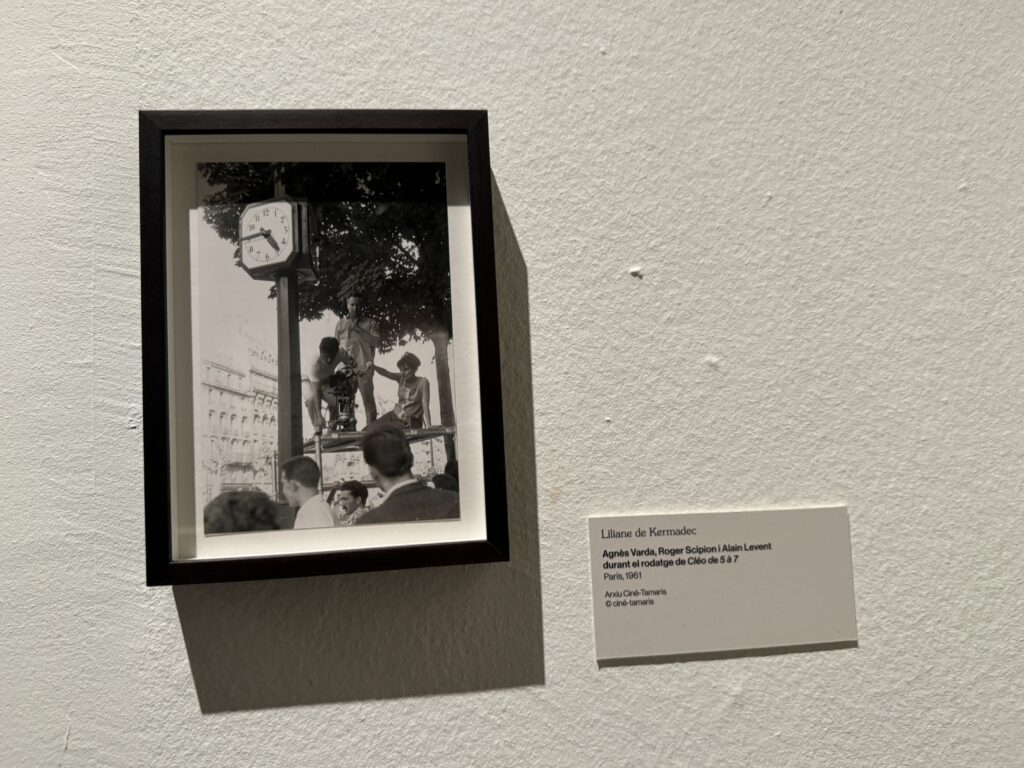 Liliane de Kermadec
Agnès Varda, Roger Scipion i Alain Levent
durant el rodatge de Cléo de 5 à 7
París, 1961
Arxiu Ciné-Tamaris
© ciné-tamaris